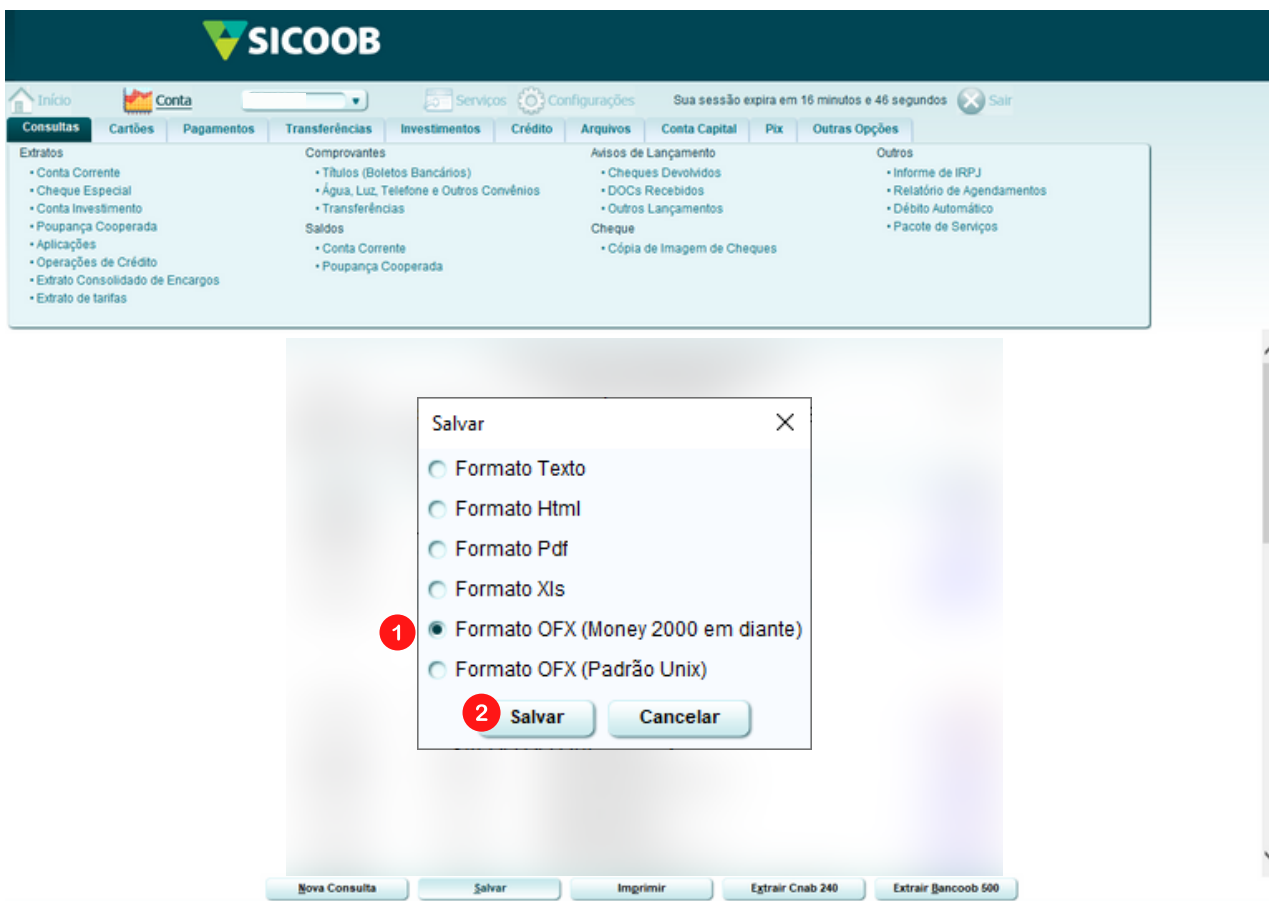 SICOOB
Início Conta Serviços Configurações Sua sessão expira em 16 minutos e 46 segundos Sair
Consultas Cartões Pagamentos Transferências Investimentos Crédito Arquivos Conta Capital Pix Outras Opções
Extratos
• Conta Corrente
• Cheque Especial
• Conta Investimento
• Poupança Cooperada
• Aplicações
• Operações de Crédito
• Extrato Consolidado de Encargos
• Extrato de tarifas
Comprovantes
• Títulos (Boletos Bancários)
• Água, Luz, Telefone e Outros Convênios
• Transferências
Saldos
• Conta Corrente
• Poupança Cooperada
Avisos de Lançamento
• Cheques Devolvidos
• DOCs Recebidos
• Outros Lançamentos
Cheque
• Cópia de Imagem de Cheques
Outros
• Informe de IRPJ
• Relatório de Agendamentos
• Débito Automático
• Pacote de Serviços
Salvar
Formato Texto
Formato Html
Formato Pdf
Formato Xls
1 Formato OFX (Money 2000 em diante)
Formato OFX (Padrão Unix)
2 Salvar Cancelar
Nova Consulta Salvar Imprimir Extrair Cnab 240 Extrair Bancoob 500